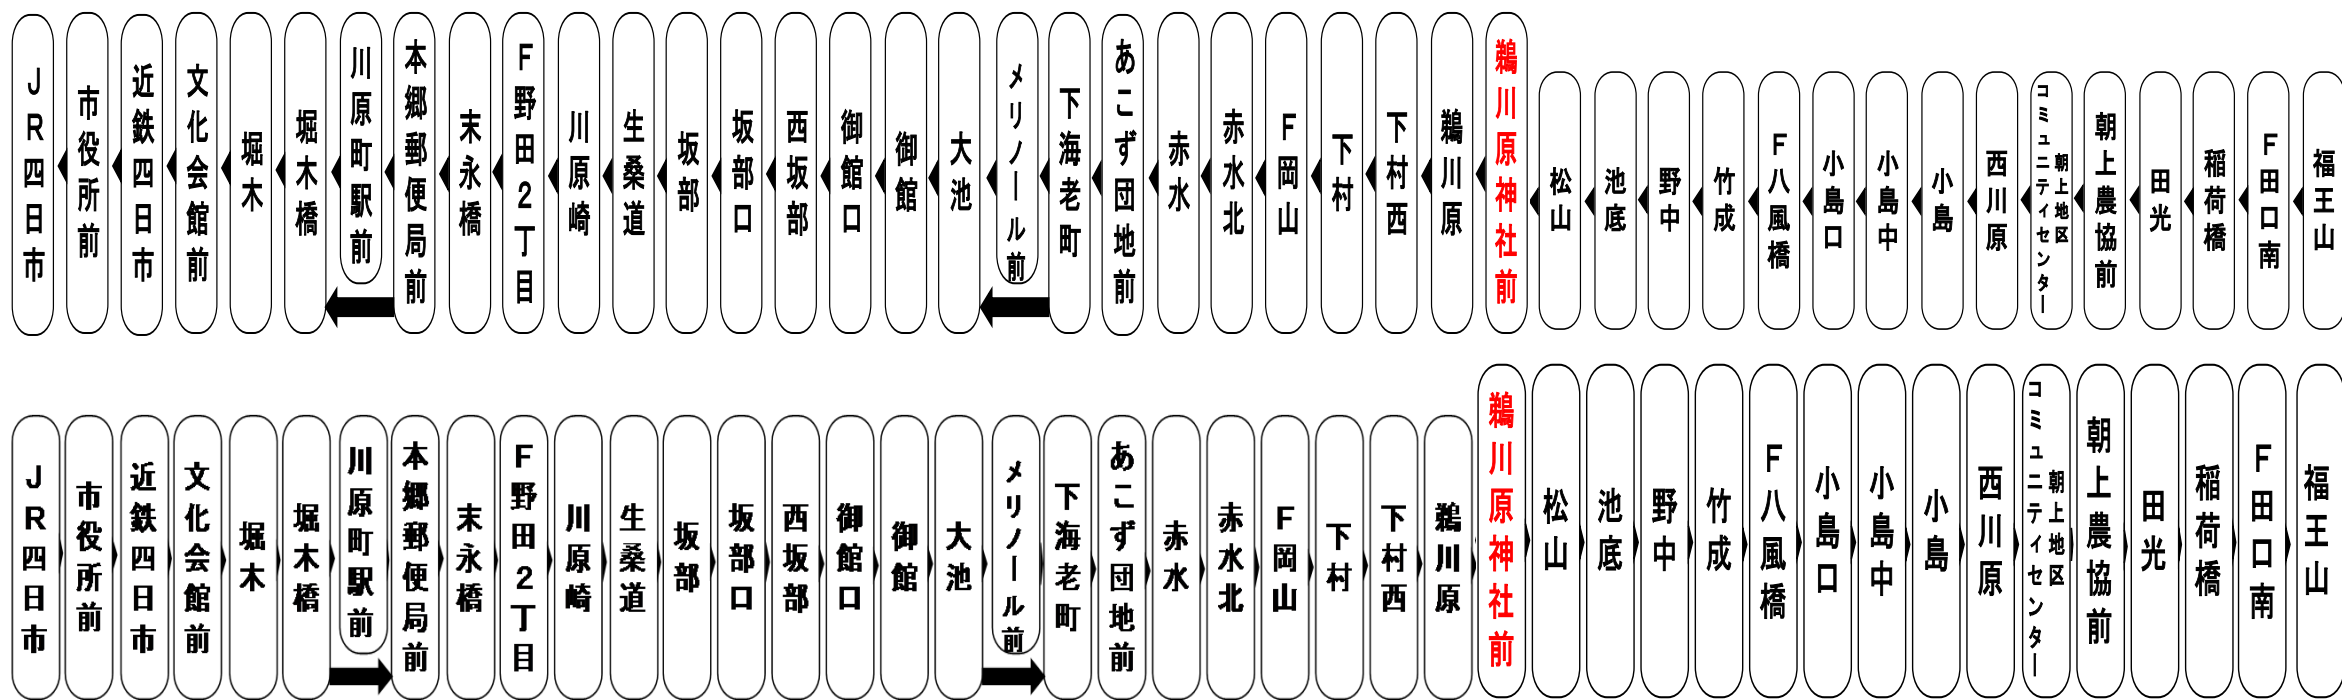 JR四日市
市役所前
近鉄四日市
文化会館前
堀木
堀木橋
川原町駅前
本郷郵便局前
末永橋
F野田2丁目
川原崎
生桑道
坂部
坂部口
西坂部
御館口
御館
大池
メリノール前
下海老町
あこず団地前
赤水
赤水北
F岡山
下村
下村西
鵜川原
鵜川原神社前
松山
池底
野中
竹成
F八風橋
小島口
小島中
小島
西川原
朝上地区
コミュニティセンター
朝上農協前
田光
稲荷橋
F田口南
福王山
JR四日市
市役所前
近鉄四日市
文化会館前
堀木
堀木橋
川原町駅前
本郷郵便局前
末永橋
F野田2丁目
川原崎
生桑道
坂部
坂部口
西坂部
御館口
御館
大池
メリノール前
下海老町
あこず団地前
赤水
赤水北
F岡山
下村
下村西
鵜川原
鵜川原神社前
松山
池底
野中
竹成
F八風橋
小島口
小島中
小島
西川原
朝上地区
コミュニティセンター
朝上農協前
田光
稲荷橋
F田口南
福王山